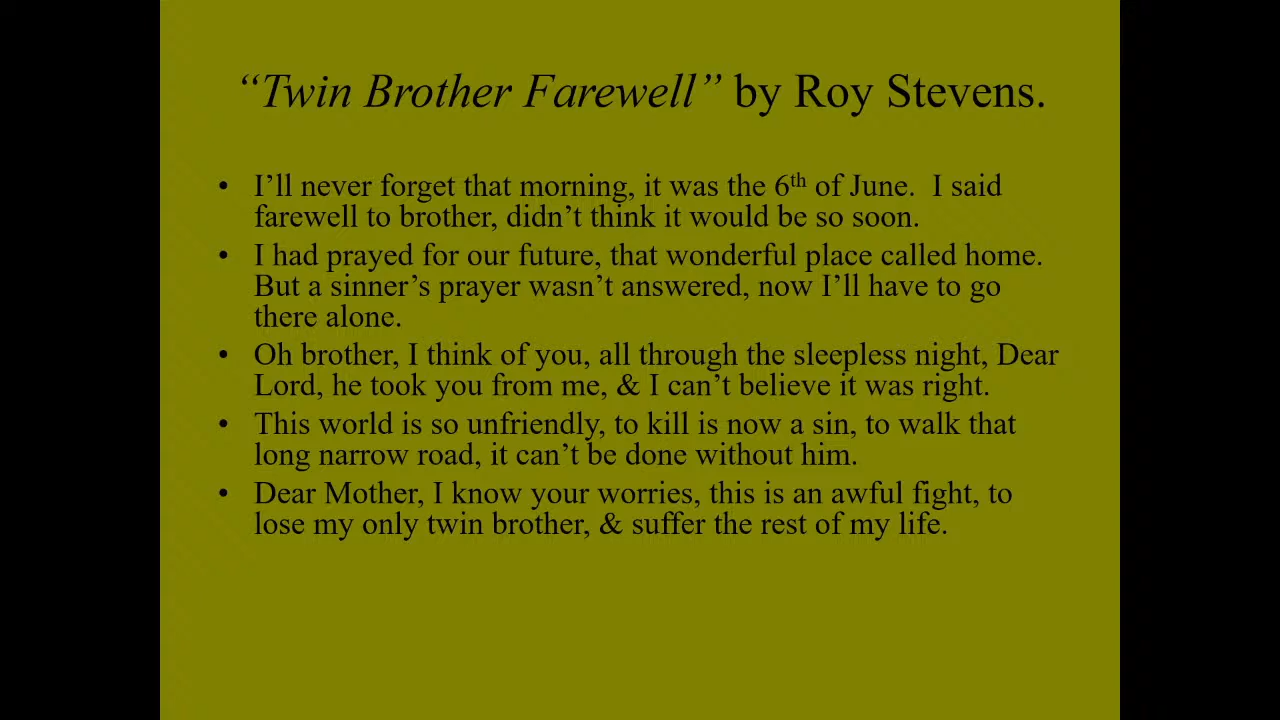 “Twin Brother Farewell” by Roy Stevens.
• I’ll never forget that morning, it was the 6th of June.  I said
farewell to brother, didn’t think it would be so soon.
• I had prayed for our future, that wonderful place called home.
But a sinner’s prayer wasn’t answered, now I’ll have to go
there alone.
• Oh brother, I think of you, all through the sleepless night, Dear
Lord, he took you from me, & I can’t believe it was right.
• This world is so unfriendly, to kill is now a sin, to walk that
long narrow road, it can’t be done without him.
• Dear Mother, I know your worries, this is an awful fight, to
lose my only twin brother, & suffer the rest of my life.